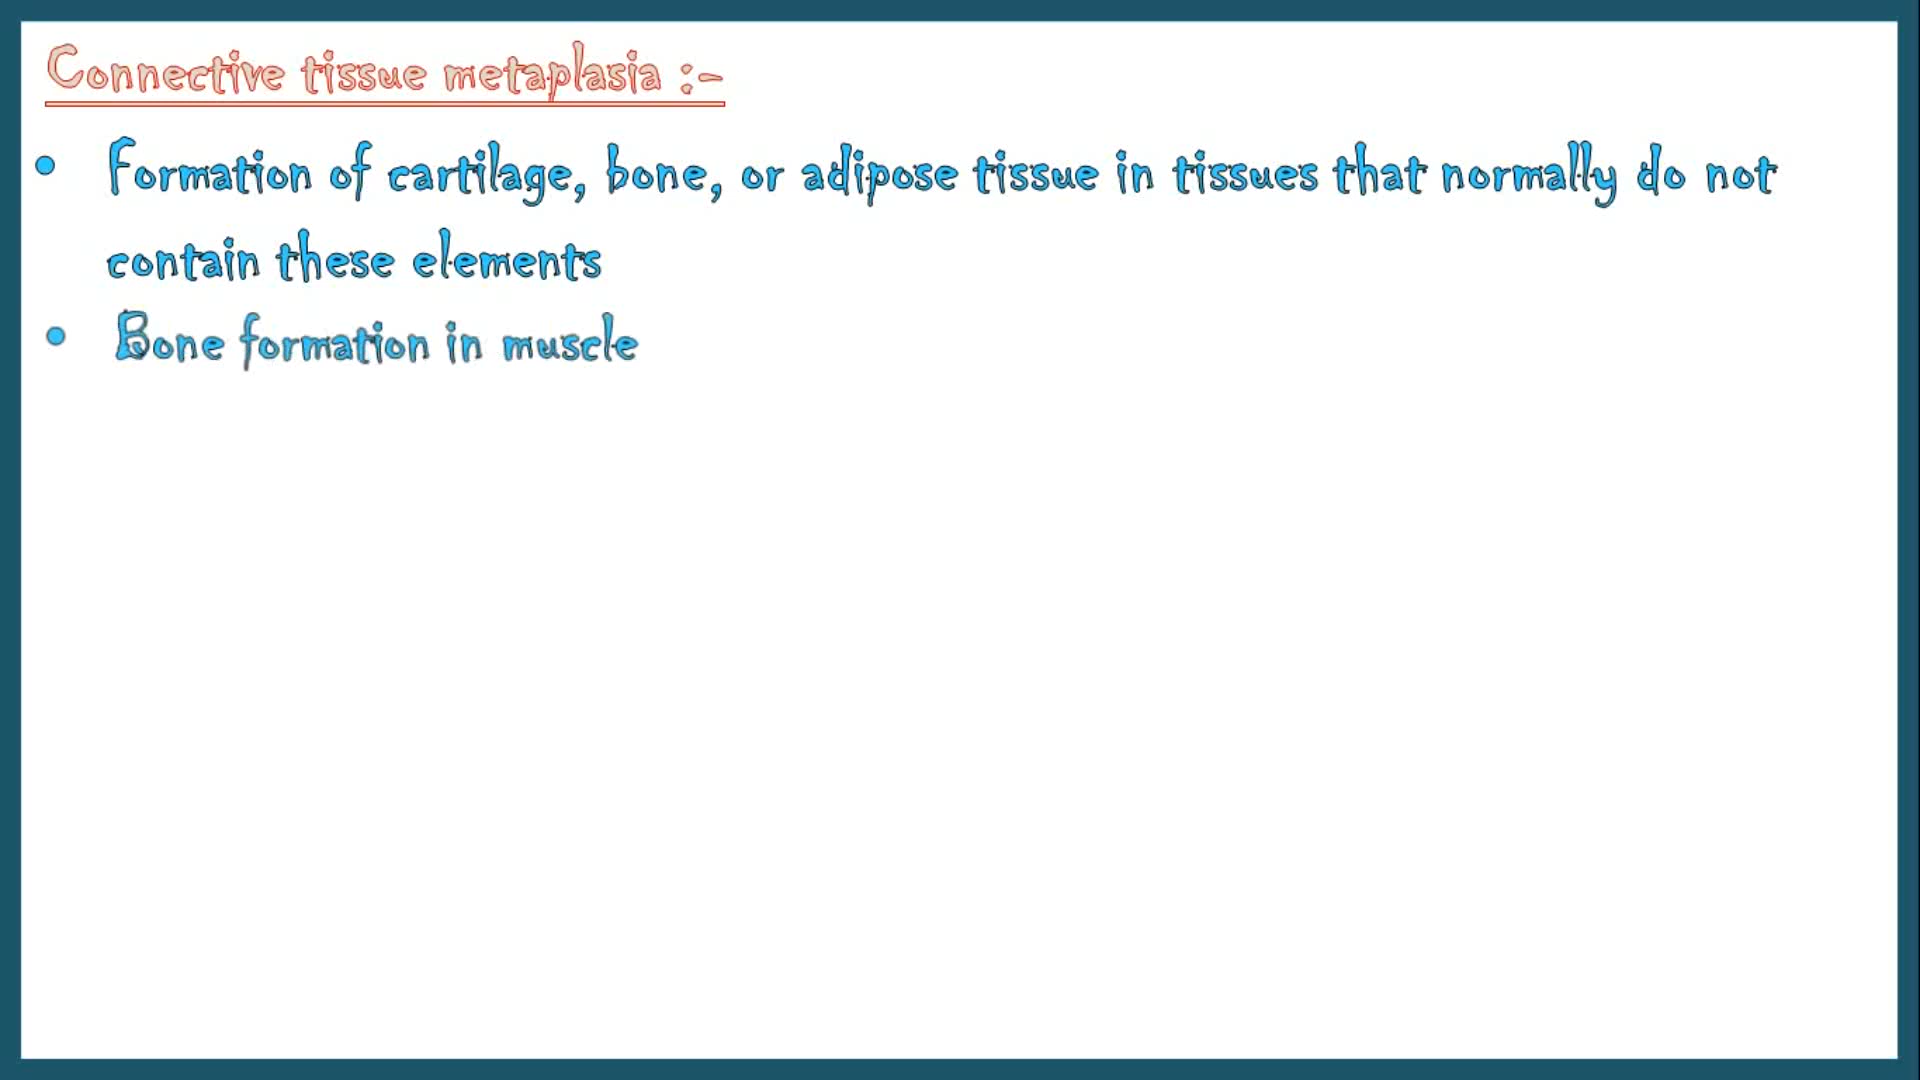 Connective tissue metaplasia :-
• Formation of cartilage, bone, or adipose tissue in tissues that normally do not
contain these elements
• Bone formation in muscle